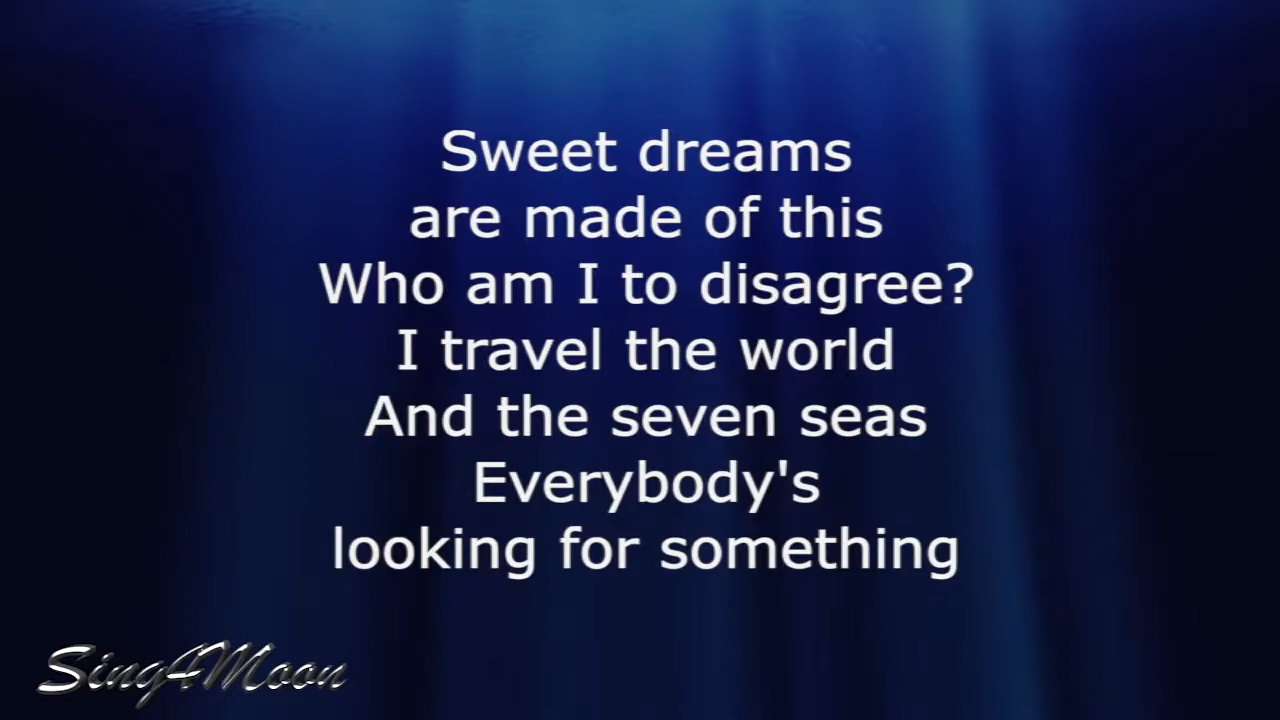 Sweet dreams
are made of this
Who am I to disagree?
I travel the world
And the seven seas
Everybody's
looking for something
Sing4Moon